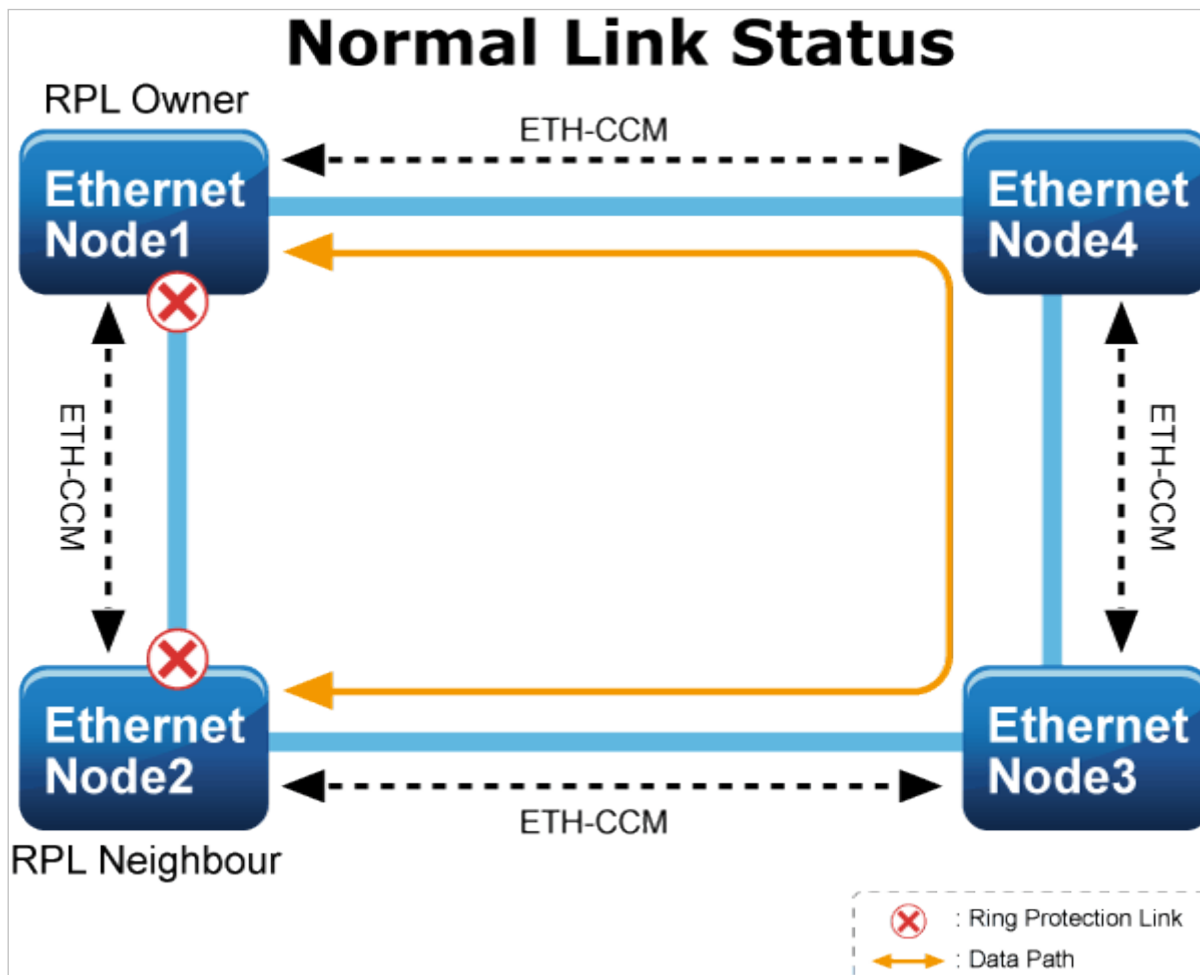 Normal Link Status
RPL Owner
ETH-CCM
Ethernet
Node1
Ethernet
Node4
ETH-CCM
ETH-CCM
Ethernet
Node2
Ethernet
Node3
ETH-CCM
RPL Neighbour
: Ring Protection Link
: Data Path